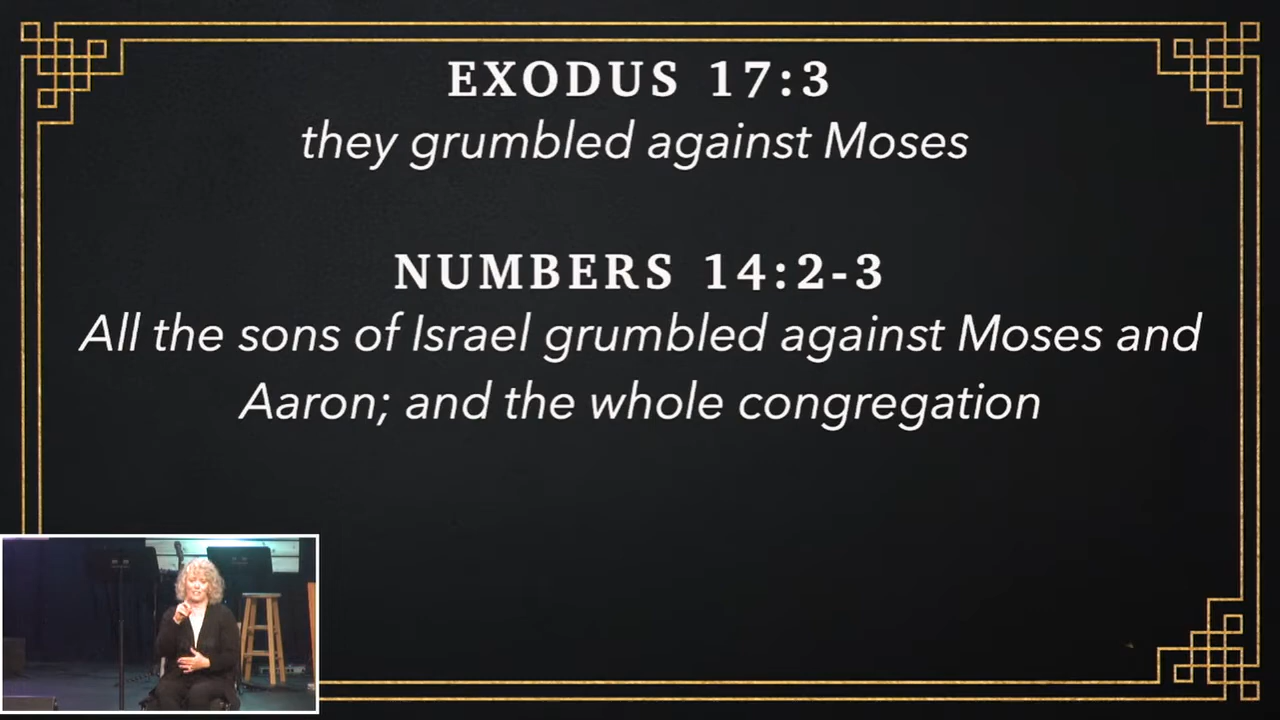 EXODUS 17:3
they grumbled against Moses
NUMBERS 14:2-3
All the sons of Israel grumbled against Moses and
Aaron; and the whole congregation